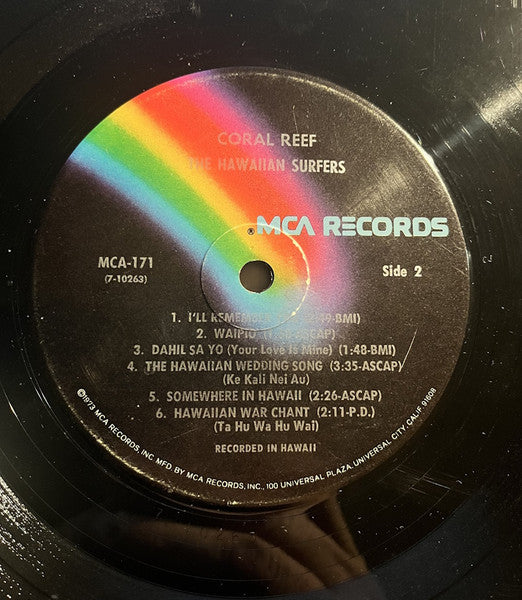 CORAL REEF
THE HAWAIIAN SURFERS
®MCA RECORDS
MCA-171
(7-10263)
Side 2
1. I'LL REMEMBER :49-BMI)
2. WAIPIO ASCAP)
3. DAHIL SA YO (Your Love Is Mine) (1:48-BMI)
4. THE HAWAIIAN WEDDING SONG (3:35-ASCAP)
(Ke Kali Nei Au)
5. SOMEWHERE IN HAWAII (2:26-ASCAP)
6. HAWAIIAN WAR CHANT (2:11-P.D.)
(Ta Hu Wa Hu Wai)
RECORDED IN HAWAII
©1973 MCA RECORDS, INC. MFD. BY MCA RECORDS, INC., 100 UNIVERSAL PLAZA, UNIVERSAL CITY, CALIF. 91608